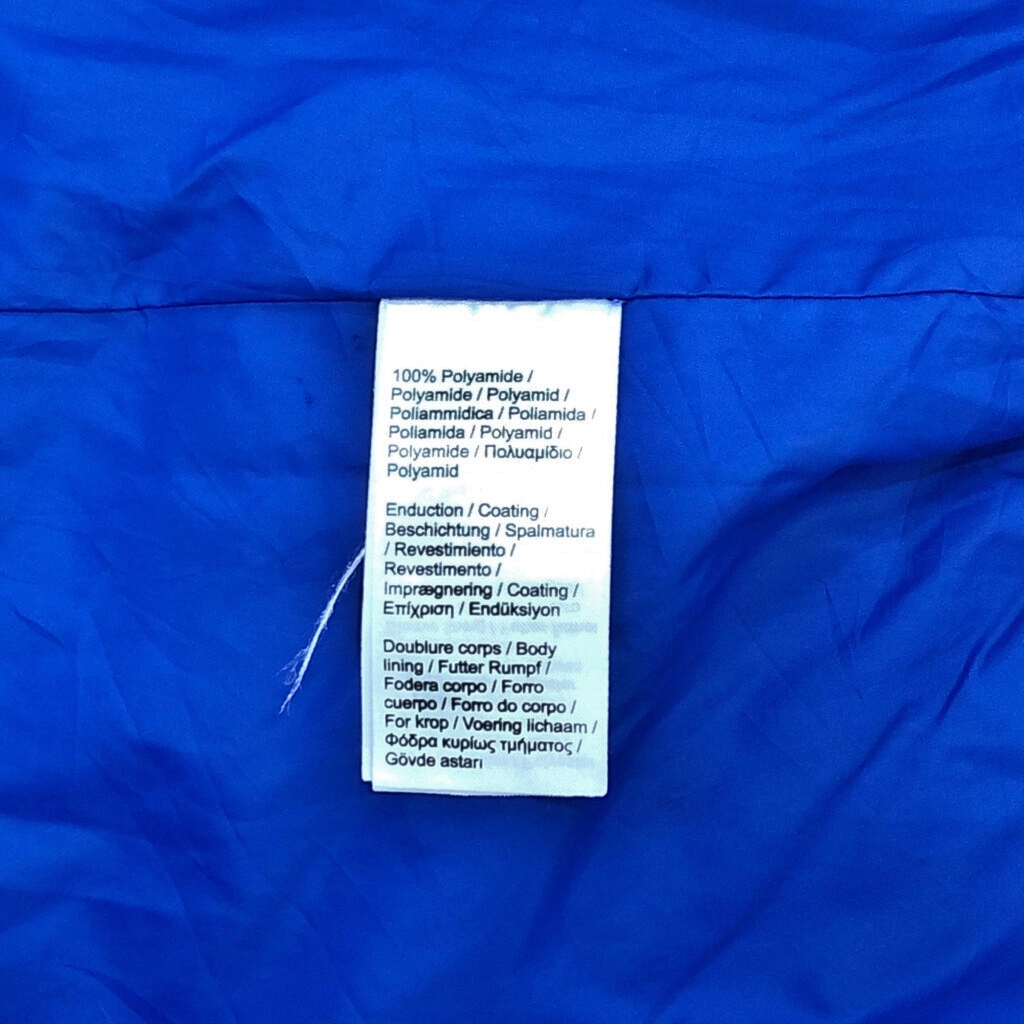 100% Polyamide /
Polyamide / Polyamid /
Poliammidica / Poliamida /
Poliamida / Polyamid /
Polyamide / Πολυαμίδιο /
Polyamid
Enduction / Coating /
Beschichtung / Spalmatura
/ Revestimiento /
Revestimento /
Imprægnering / Coating /
Επίχριση / Endüksiyon
Doublure corps / Body
lining / Futter Rumpf /
Fodera corpo / Forro
cuerpo / Forro do corpo /
For krop / Voering lichaam /
Φόδρα κυρίως τμήματος /
Gövde astarı